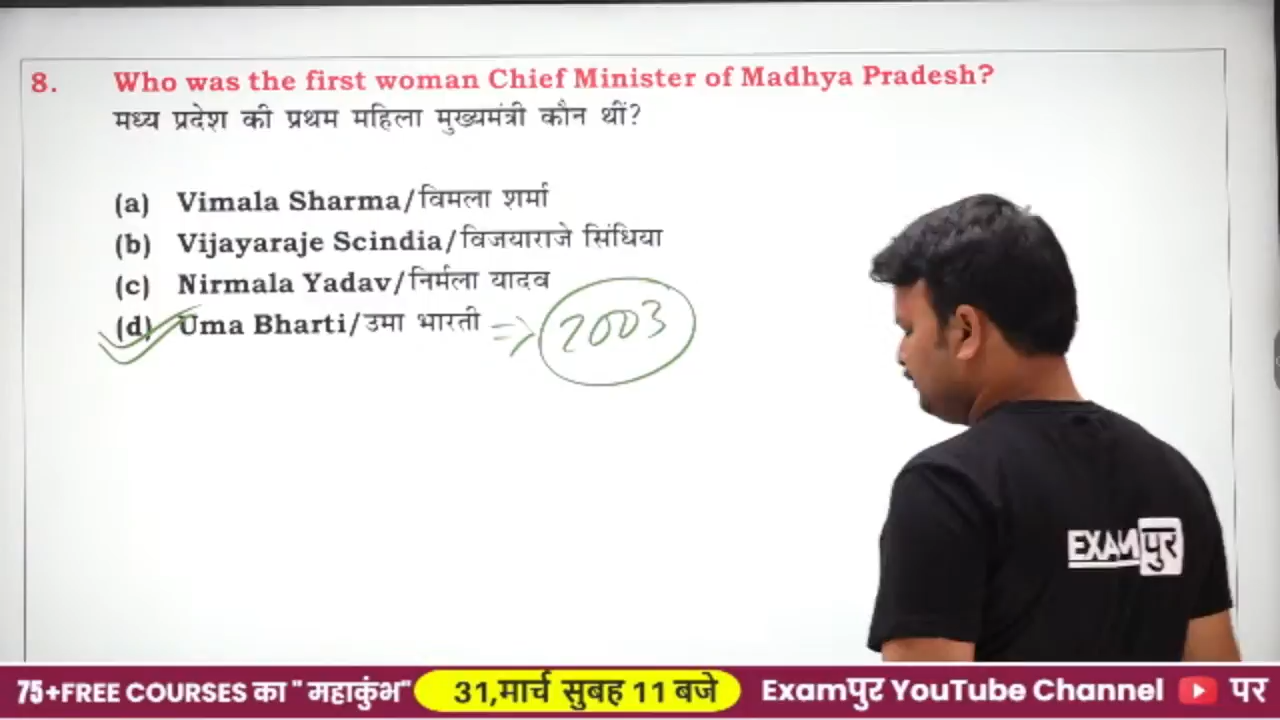 8. Who was the first woman Chief Minister of Madhya Pradesh?
मध्य प्रदेश की प्रथम महिला मुख्यमंत्री कौन थीं?
(a) Vimala Sharma/विमला शर्मा
(b) Vijayaraje Scindia/विजयाराजे सिंधिया
(c) Nirmala Yadav/निर्मला यादव
(d) Uma Bharti/उमा भारती ⇒ 2003
EXAMपुर
75+FREE COURSES का " महाकुंभ" 31,मार्च सुबह 11 बजे Examपुर YouTube Channel पर